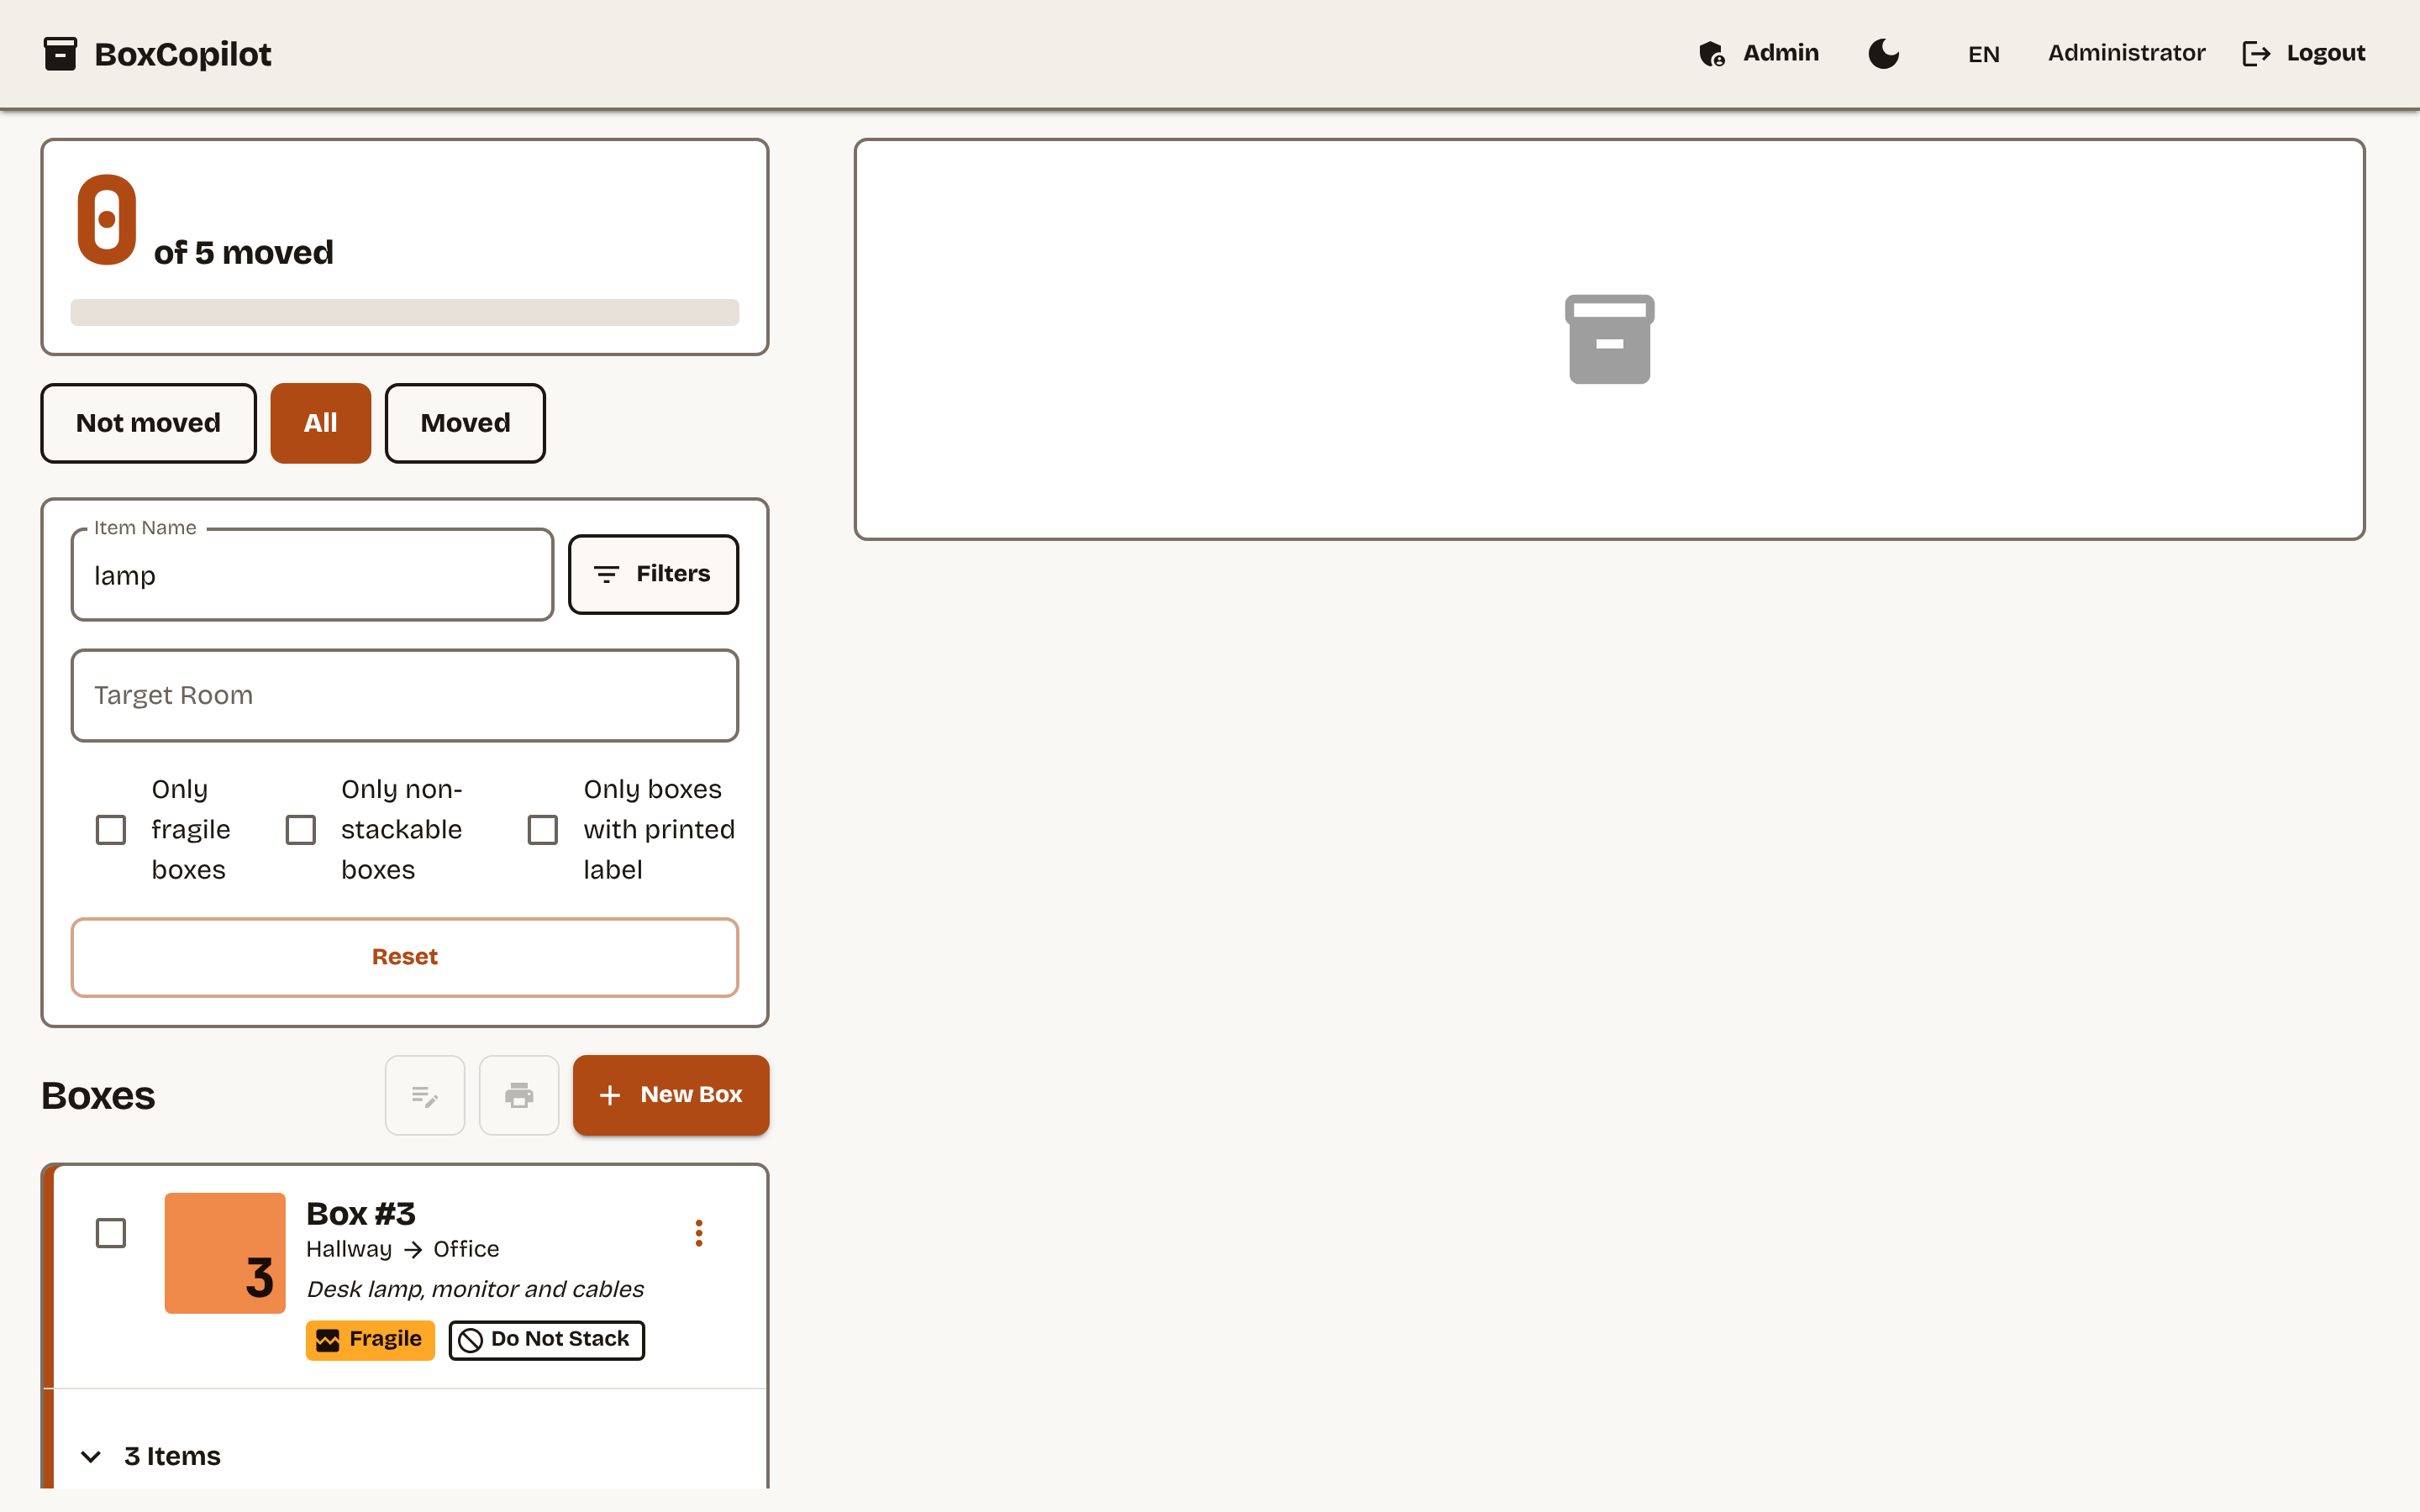 BoxCopilot
Admin
EN
Administrator
Logout
0 of 5 moved
Not moved
All
Moved
Item Name
lamp
Filters
Target Room
Only
fragile
boxes
Only non-
stackable
boxes
Only boxes
with printed
label
Reset
Boxes
New Box
3
Box #3
Hallway → Office
Desk lamp, monitor and cables
Fragile
Do Not Stack
3 Items